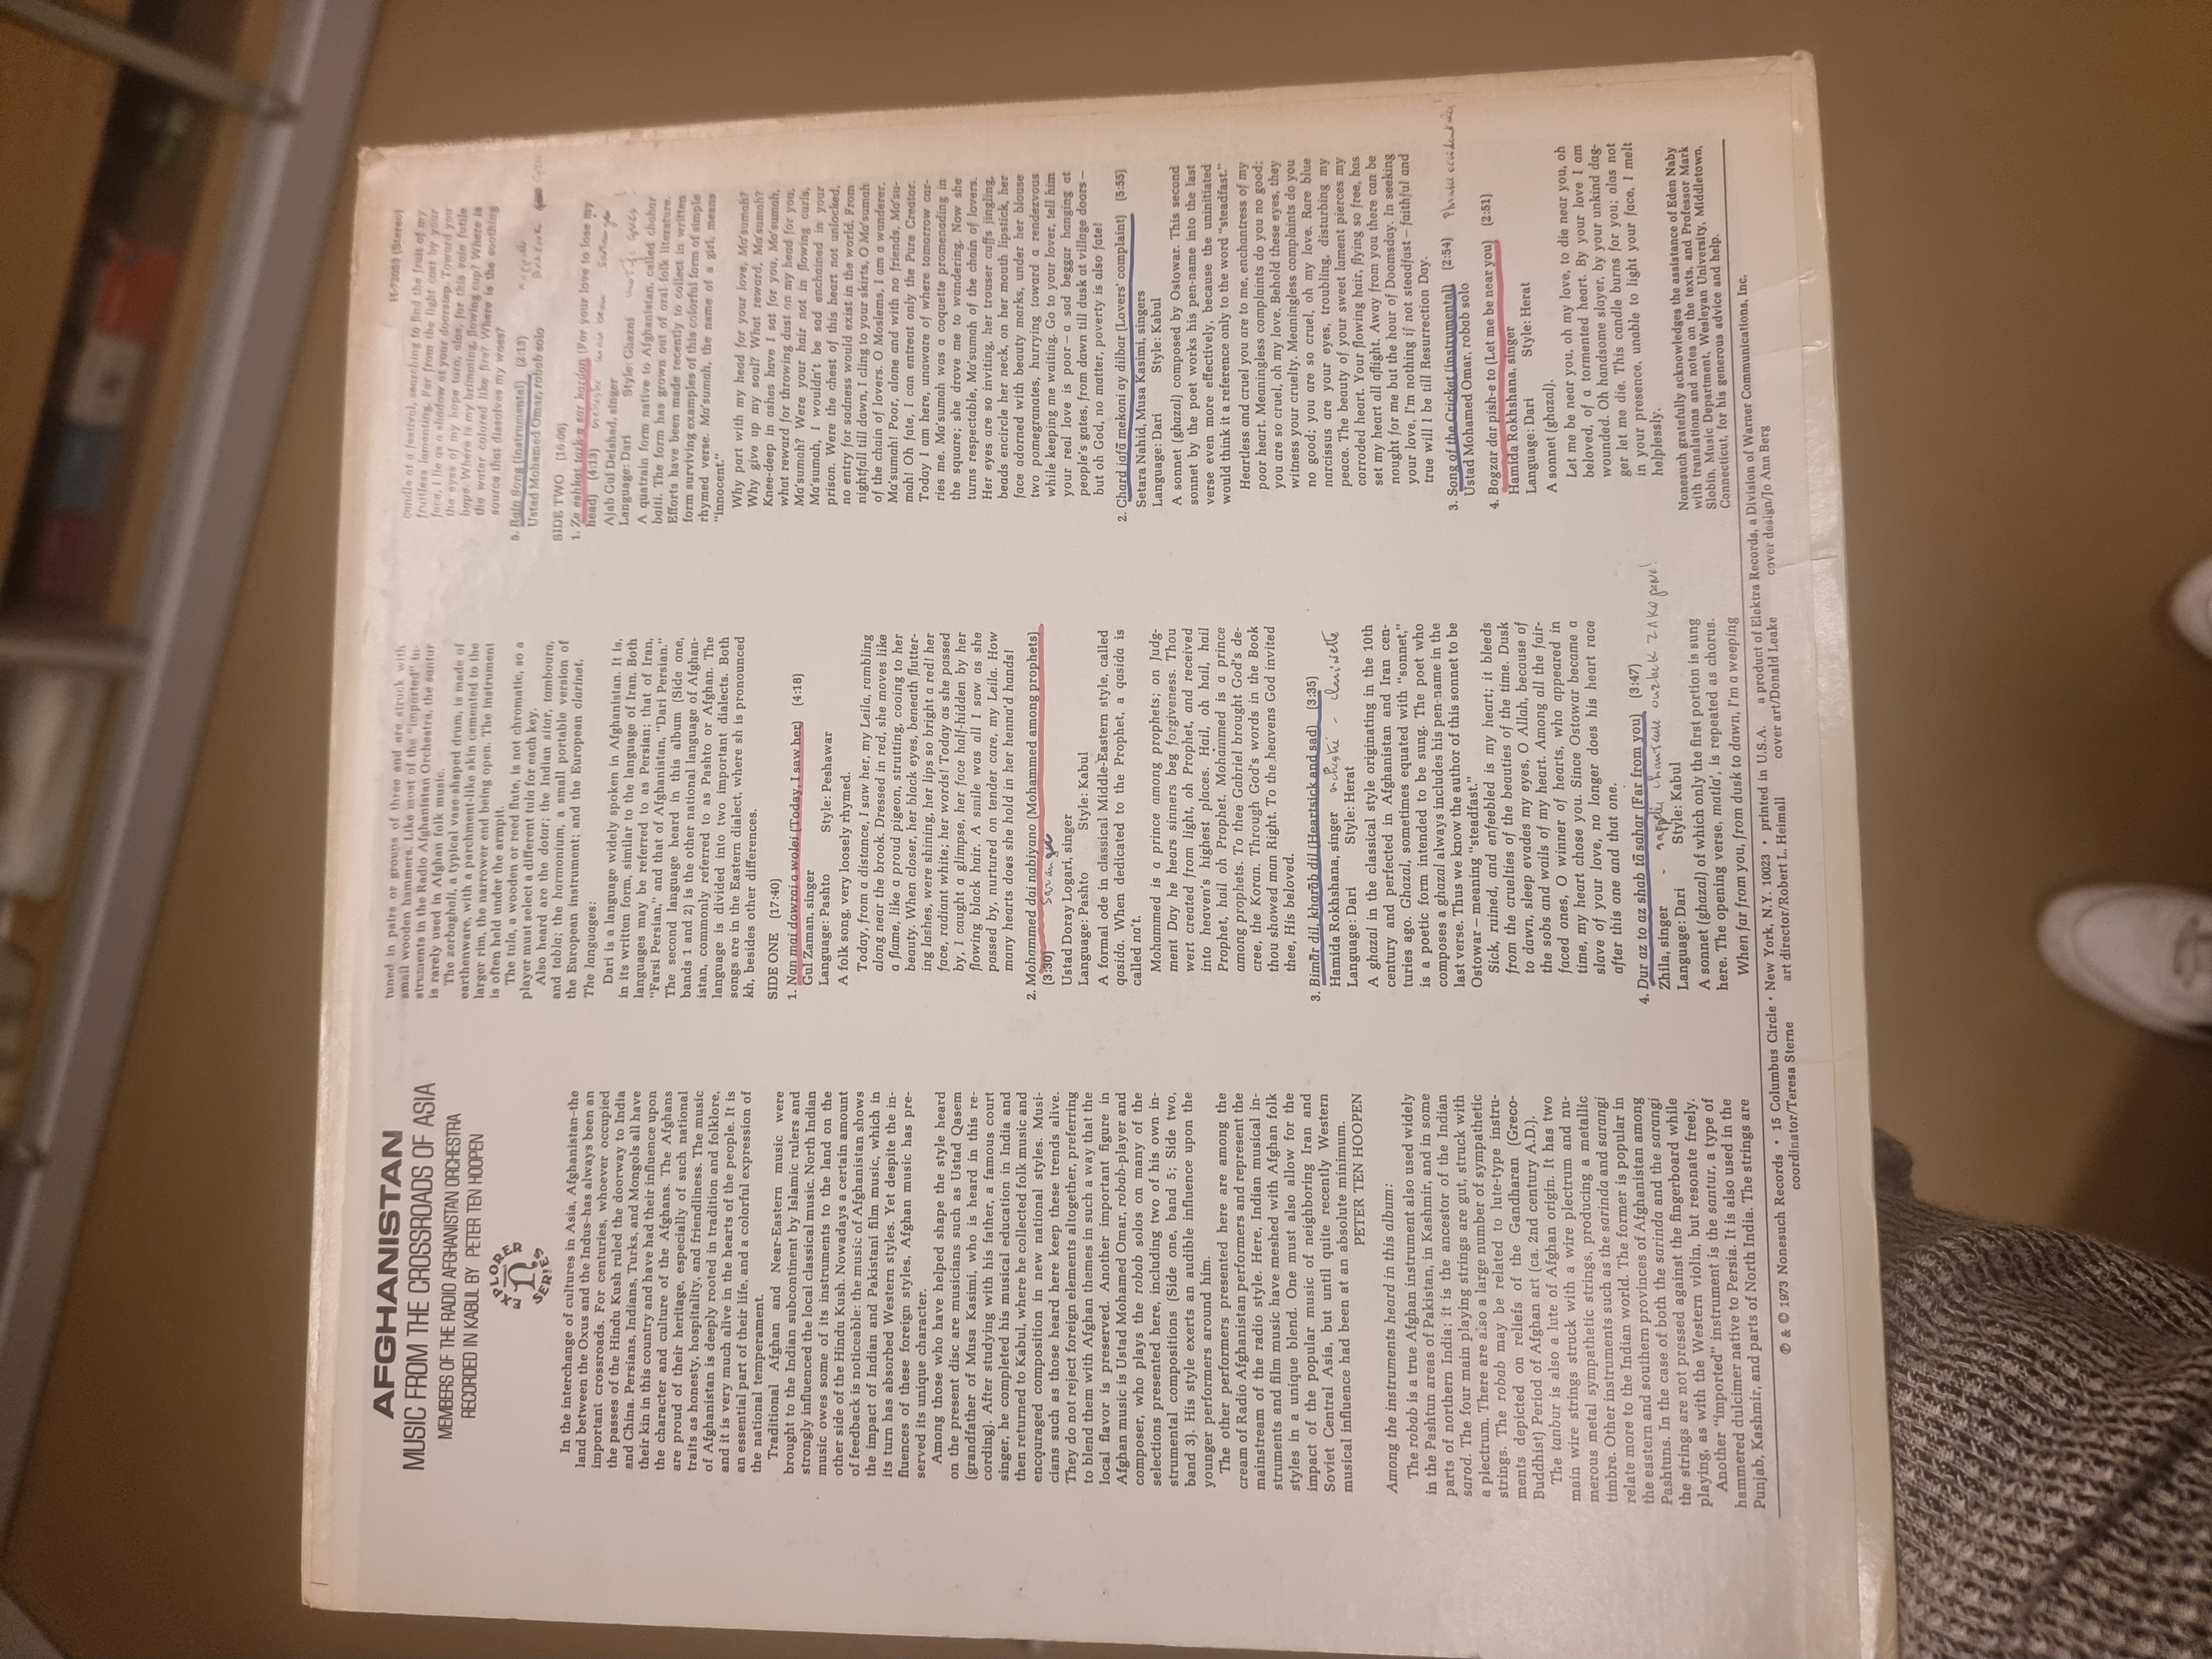 AFGHANISTAN
MUSIC FROM THE CROSSROADS OF ASIA
MEMBERS OF THE RADIO AFGHANISTAN ORCHESTRA
RECORDED IN KABUL BY PETER TEN HOOPEN
EXPLORER
SERIES
In the interchange of cultures in Asia, Afghanistan–the
land between the Oxus and the Indus–has always been an
important crossroads. For centuries, whoever occupied
the passes of the Hindu Kush ruled the doorway to India
and China. Persians, Indians, Turks, and Mongols all have
their kin in this country and have had their influence upon
the character and culture of the Afghans. The Afghans
are proud of their heritage, especially of such national
traits as honesty, hospitality, and friendliness. The music
of Afghanistan is deeply rooted in tradition and folklore,
and it is very much alive in the hearts of the people. It is
an essential part of their life, and a colorful expression of
the national temperament.
Traditional Afghan and Near-Eastern music were
brought to the Indian subcontinent by Islamic rulers and
strongly influenced the local classical music. North Indian
music owes some of its instruments to the land on the
other side of the Hindu Kush. Nowadays a certain amount
of feedback is noticeable: the music of Afghanistan shows
the impact of Indian and Pakistani film music, which in
its turn has absorbed Western styles. Yet despite the in-
fluences of these foreign styles, Afghan music has pre-
served its unique character.
Among those who have helped shape the style heard
on the present disc are musicians such as Ustad Qasem
(grandfather of Musa Kasimi, who is heard in this re-
cording). After studying with his father, a famous court
singer, he completed his musical education in India and
then returned to Kabul, where he collected folk music and
encouraged composition in new national styles. Musi-
cians such as those heard here keep these trends alive.
They do not reject foreign elements altogether, preferring
to blend them with Afghan themes in such a way that the
local flavor is preserved. Another important figure in
Afghan music is Ustad Mohamed Omar, robab-player and
composer, who plays the robab solos on many of the
selections presented here, including two of his own in-
strumental compositions (Side one, band 5; Side two,
band 3). His style exerts an audible influence upon the
younger performers around him.
The other performers presented here are among the
cream of Radio Afghanistan performers and represent the
mainstream of the radio style. Here, Indian musical in-
struments and film music have meshed with Afghan folk
styles in a unique blend. One must also allow for the
impact of the popular music of neighboring Iran and
Soviet Central Asia, but until quite recently Western
musical influence had been at an absolute minimum.
PETER TEN HOOPEN
Among the instruments heard in this album:
The robab is a true Afghan instrument also used widely
in the Pashtun areas of Pakistan, in Kashmir, and in some
parts of northern India; it is the ancestor of the Indian
sarod. The four main playing strings are gut, struck with
a plectrum. There are also a large number of sympathetic
strings. The robab may be related to lute-type instru-
ments depicted on reliefs of the Gandharan (Greco-
Buddhist) Period of Afghan art (ca. 2nd century A.D.).
The tanbur is also a lute of Afghan origin. It has two
main wire strings struck with a wire plectrum and nu-
merous metal sympathetic strings, producing a metallic
timbre. Other instruments such as the sarinda and sarangi
relate more to the Indian world. The former is popular in
the eastern and southern provinces of Afghanistan among
Pashtuns. In the case of both the sarinda and the sarangi
the strings are not pressed against the fingerboard while
playing, as with the Western violin, but resonate freely.
Another "imported" instrument is the santur, a type of
hammered dulcimer native to Persia. It is also used in the
Punjab, Kashmir, and parts of North India. The strings are
tuned in pairs or groups of three and are struck with
small wooden hammers. Like most of the "imported" in-
struments in the Radio Afghanistan Orchestra, the santur
is rarely used in Afghan folk music.
The zerbaghali, a typical vase-shaped drum, is made of
earthenware, with a parchment-like skin cemented to the
larger rim, the narrower end being open. The instrument
is often held under the armpit.
The tula, a wooden or reed flute, is not chromatic, so a
player must select a different tula for each key.
Also heard are the dotar; the Indian sitar, tamboura,
and tabla; the harmonium, a small portable version of
the European instrument; and the European clarinet.
The languages:
Dari is a language widely spoken in Afghanistan. It is,
in its written form, similar to the language of Iran. Both
languages may be referred to as Persian; that of Iran,
"Farsi Persian," and that of Afghanistan, "Dari Persian."
The second language heard in this album (Side one,
bands 1 and 2) is the other national language of Afghan-
istan, commonly referred to as Pashto or Afghan. The
language is divided into two important dialects. Both
songs are in the Eastern dialect, where sh is pronounced
kh, besides other differences.
SIDE ONE (17:40)
1. Nan mai dowrai a wolei (Today, I saw her) (4:18)
Gul Zaman, singer
Language: Pashto Style: Peshawar
A folk song, very loosely rhymed.
Today, from a distance, I saw her, my Leila, rambling
along near the brook. Dressed in red, she moves like
a flame, like a proud pigeon, strutting, cooing to her
beauty. When closer, her black eyes, beneath flutter-
ing lashes, were shining, her lips so bright a red! her
face, radiant white; her words! Today as she passed
by, I caught a glimpse, her face half-hidden by her
flowing black hair. A smile was all I saw as she
passed by, nurtured on tender care, my Leila. How
many hearts does she hold in her henna'd hands!
2. Mohammed dai nabiyano (Mohammed among prophets)
(3:30)
Ustad Doray Logari, singer
Language: Pashto Style: Kabul
A formal ode in classical Middle-Eastern style, called
qasida. When dedicated to the Prophet, a qasida is
called na't.
Mohammed is a prince among prophets; on Judg-
ment Day he hears sinners beg forgiveness. Thou
wert created from light, oh Prophet, and received
into heaven's highest places. Hail, oh hail, hail
Prophet, hail oh Prophet. Mohammed is a prince
among prophets. To thee Gabriel brought God's de-
cree, the Koran. Through God's words in the Book
thou showed man Right. To the heavens God invited
thee, His beloved.
3. Bimār dil, kharāb dil (Heartsick and sad) (3:35)
Hamida Rokhshana, singer orchestre - clarinette
Language: Dari Style: Herat
A ghazal in the classical style originating in the 10th
century and perfected in Afghanistan and Iran cen-
turies ago. Ghazal, sometimes equated with "sonnet,"
is a poetic form intended to be sung. The poet who
composes a ghazal always includes his pen-name in the
last verse. Thus we know the author of this sonnet to be
Ostowar — meaning "steadfast."
Sick, ruined, and enfeebled is my heart; it bleeds
from the cruelties of the beauties of the time. Dusk
to dawn, sleep evades my eyes, O Allah, because of
the sobs and wails of my heart. Among all the fair-
faced ones, O winner of hearts, who appeared in
time, my heart chose you. Since Ostowar became a
slave of your love, no longer does his heart race
after this one and that one.
4. Dur az to az shab tā sahar (Far from you) (3:47)
Zhila, singer - rappelle chanteuse ouzbek
Language: Dari Style: Kabul
A sonnet (ghazal) of which only the first portion is sung
here. The opening verse, matla', is repeated as chorus.
When far from you, from dusk to dawn, I'm a weeping
H-72053 (Stereo)
candle at a festival, searching to find the fruit of my
fruitless lamenting. Far from the light cast by your
face, I lie as a shadow at your doorstep. Toward you
the eyes of my hope turn, alas, for this vain futile
hope. Where is my brimming, flowing cup? Where is
the water colored like fire? Where is the soothing
source that dissolves my woes?
5. Rain Song (instrumental) (2:13)
Ustad Mohamed Omar, robab solo
SIDE TWO (16:06)
1. Ze eshkat tark-e sar kardan (For your love to lose my
head) (4:13)
Ajab Gul Delshad, singer
Language: Dari Style: Ghazni
A quatrain form native to Afghanistan, called chahar
baiti. The form has grown out of oral folk literature.
Efforts have been made recently to collect in written
form surviving examples of this colorful form of simple
rhymed verse. Ma'sumah, the name of a girl, means
"innocent."
Why part with my head for your love, Ma'sumah?
Why give up my soul? What reward, Ma'sumah?
Knee-deep in ashes have I sat for you, Ma'sumah,
what reward for throwing dust on my head for you,
Ma'sumah? Were your hair not in flowing curls,
Ma'sumah, I wouldn't be sad enchained in your
prison. Were the chest of this heart not unlocked,
no entry for sadness would exist in the world. From
nightfall till dawn, I cling to your skirts, O Ma'sumah
of the chain of lovers. O Moslems, I am a wanderer,
Ma'sumah! Poor, alone and with no friends, Ma'su-
mah! Oh fate, I can entreat only the Pure Creator.
Today I am here, unaware of where tomorrow car-
ries me. Ma'sumah was a coquette promenading in
the square; she drove me to wandering. Now she
turns respectable, Ma'sumah of the chain of lovers.
Her eyes are so inviting, her trouser cuffs jingling,
beads encircle her neck, on her mouth lipstick, her
face adorned with beauty marks, under her blouse
two pomegranates, hurrying toward a rendezvous
while keeping me waiting. Go to your lover, tell him
your real love is poor — a sad beggar hanging at
people's gates, from dawn till dusk at village doors —
but oh God, no matter, poverty is also fate!
2. Chard jafā mekoni ay dilbar (Lovers' complaint) (5:55)
Setara Nahid, Musa Kasimi, singers
Language: Dari Style: Kabul
A sonnet (ghazal) composed by Ostowar. This second
sonnet by the poet works his pen-name into the last
verse even more effectively, because the uninitiated
would think it a reference only to the word "steadfast."
Heartless and cruel you are to me, enchantress of my
poor heart. Meaningless complaints do you no good;
you are so cruel, oh my love. Behold these eyes, they
witness your cruelty. Meaningless complaints do you
no good; you are so cruel, oh my love. Rare blue
narcissus are your eyes, troubling, disturbing my
peace. The beauty of your sweet lament pierces my
corroded heart. Your flowing hair, flying so free, has
set my heart all aflight. Away from you there can be
nought for me but the hour of Doomsday. In seeking
your love, I'm nothing if not steadfast — faithful and
true will I be till Resurrection Day.
3. Song of the Cricket (instrumental) (2:54)
Ustad Mohamed Omar, robab solo
4. Bogzar dar pish-e to (Let me be near you) (2:51)
Hamida Rokhshana, singer
Language: Dari Style: Herat
A sonnet (ghazal).
Let me be near you, oh my love, to die near you, oh
beloved, of a tormented heart. By your love I am
wounded. Oh handsome slayer, by your unkind dag-
ger let me die. This candle burns for you; alas not
in your presence, unable to light your face, I melt
helplessly.
Nonesuch gratefully acknowledges the assistance of Eden Naby
with translations and notes on the texts, and Professor Mark
Slobin, Music Department, Wesleyan University, Middletown,
Connecticut, for his generous advice and help.
℗ & © 1973 Nonesuch Records • 15 Columbus Circle • New York, N.Y. 10023 • printed in U.S.A. a product of Elektra Records, a Division of Warner Communications, Inc.
coordinator/Teresa Sterne art director/Robert L. Heimall cover art/Donald Leake cover design/Jo Ann Berg